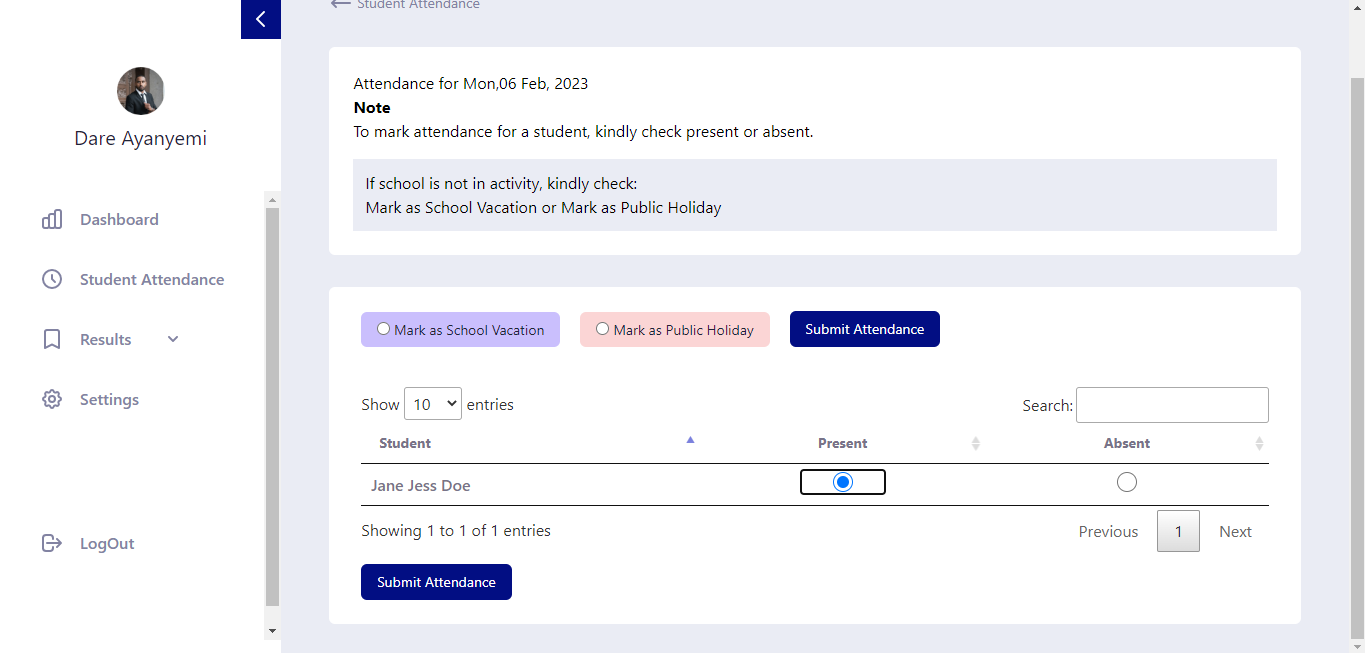 Student Attendance
Dare Ayanyemi
Dashboard
Student Attendance
Results
Settings
LogOut
Attendance for Mon,06 Feb, 2023
Note
To mark attendance for a student, kindly check present or absent.
If school is not in activity, kindly check:
Mark as School Vacation or Mark as Public Holiday
Mark as School Vacation
Mark as Public Holiday
Submit Attendance
Show 10 entries
Search:
Student Present Absent
Jane Jess Doe
Showing 1 to 1 of 1 entries
Previous 1 Next
Submit Attendance